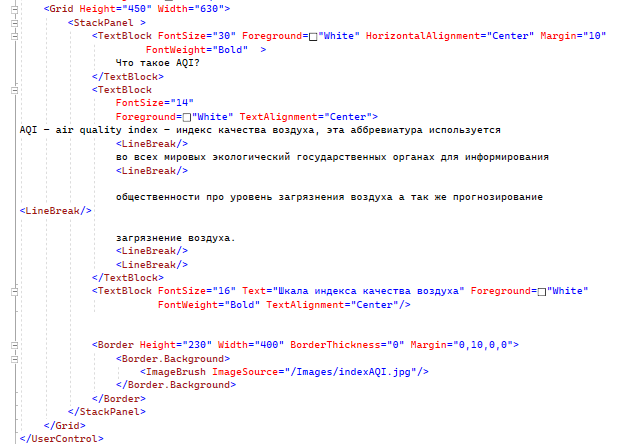 <Grid Height="450" Width="630">
<StackPanel >
<TextBlock FontSize="30" Foreground="White" HorizontalAlignment="Center" Margin="10"
FontWeight="Bold"  >
Что такое AQI?
</TextBlock>
<TextBlock
FontSize="14"
Foreground="White" TextAlignment="Center">
AQI – air quality index – индекс качества воздуха, эта аббревиатура используется
<LineBreak/>
во всех мировых экологический государственных органах для информирования
<LineBreak/>
общественности про уровень загрязнения воздуха а так же прогнозирование
<LineBreak/>
загрязнение воздуха.
<LineBreak/>
<LineBreak/>
</TextBlock>
<TextBlock FontSize="16" Text="Шкала индекса качества воздуха" Foreground="White"
FontWeight="Bold" TextAlignment="Center"/>
<Border Height="230" Width="400" BorderThickness="0" Margin="0,10,0,0">
<Border.Background>
<ImageBrush ImageSource="/Images/indexAQI.jpg"/>
</Border.Background>
</Border>
</StackPanel>
</Grid>
</UserControl>